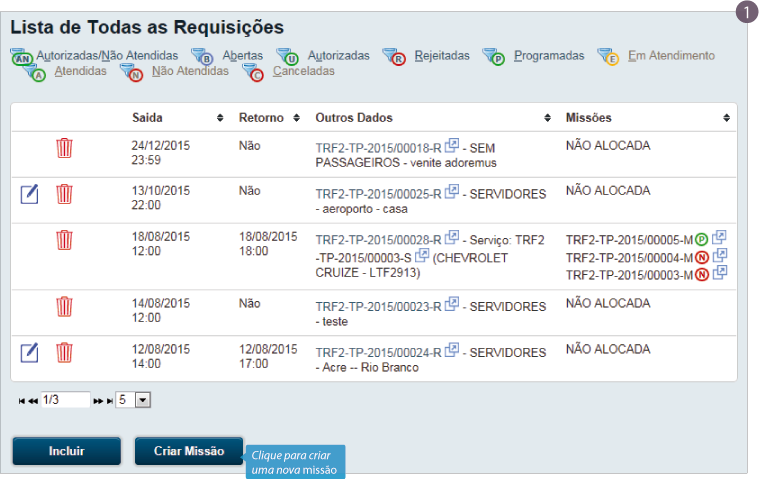 1
Lista de Todas as Requisições
AN Autorizadas/Não Atendidas B Abertas U Autorizadas R Rejeitadas P Programadas E Em Atendimento
A Atendidas N Não Atendidas C Canceladas
Saida Retorno Outros Dados Missões
24/12/2015 Não TRF2-TP-2015/00018-R - SEM NÃO ALOCADA
23:59 PASSAGEIROS - venite adoremus
13/10/2015 Não TRF2-TP-2015/00025-R - SERVIDORES NÃO ALOCADA
22:00 - aeroporto - casa
18/08/2015 18/08/2015 TRF2-TP-2015/00028-R - Serviço: TRF2 TRF2-TP-2015/00005-M P
12:00 18:00 -TP-2015/00003-S (CHEVROLET TRF2-TP-2015/00004-M N
CRUIZE - LTF2913) TRF2-TP-2015/00003-M N
14/08/2015 Não TRF2-TP-2015/00023-R - SERVIDORES NÃO ALOCADA
12:00 - teste
12/08/2015 12/08/2015 TRF2-TP-2015/00024-R - SERVIDORES NÃO ALOCADA
14:00 17:00 - Acre -- Rio Branco
1/3 5
Incluir Criar Missão Clique para criar
uma nova missão